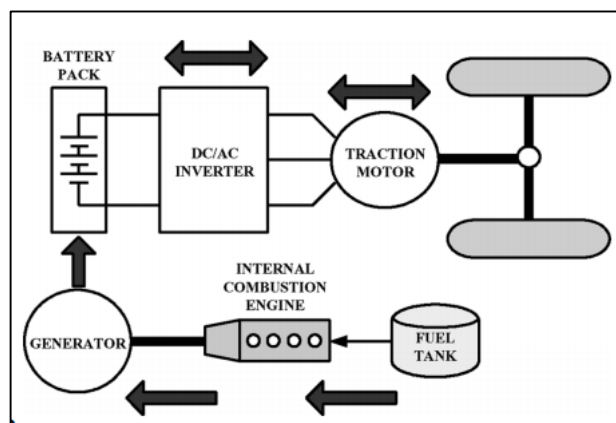 BATTERY
PACK
DC/AC
INVERTER
TRACTION
MOTOR
INTERNAL
COMBUSTION
ENGINE
GENERATOR
FUEL
TANK